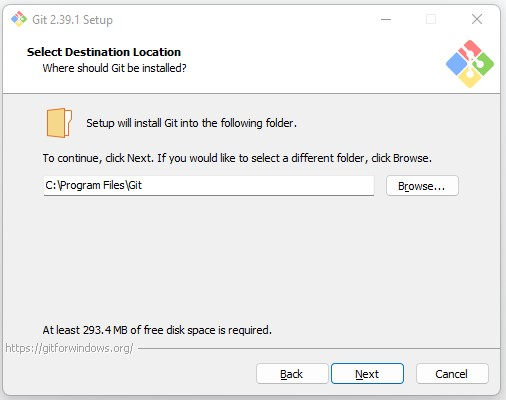 Git 2.39.1 Setup
Select Destination Location
Where should Git be installed?
Setup will install Git into the following folder.
To continue, click Next. If you would like to select a different folder, click Browse.
C:\Program Files\Git
Browse...
At least 293.4 MB of free disk space is required.
https://gitforwindows.org/
Back
Next
Cancel